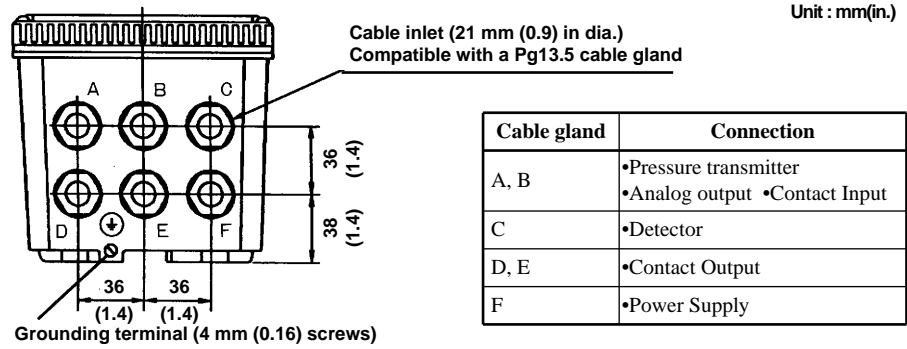 Unit : mm(in.)
Cable inlet (21 mm (0.9) in dia.)
Compatible with a Pg13.5 cable gland
A B C
36
(1.4)
38
(1.4)
D E F
36 36
(1.4) (1.4)
Grounding terminal (4 mm (0.16) screws)
Cable gland Connection
A, B •Pressure transmitter
•Analog output •Contact Input
C •Detector
D, E •Contact Output
F •Power Supply